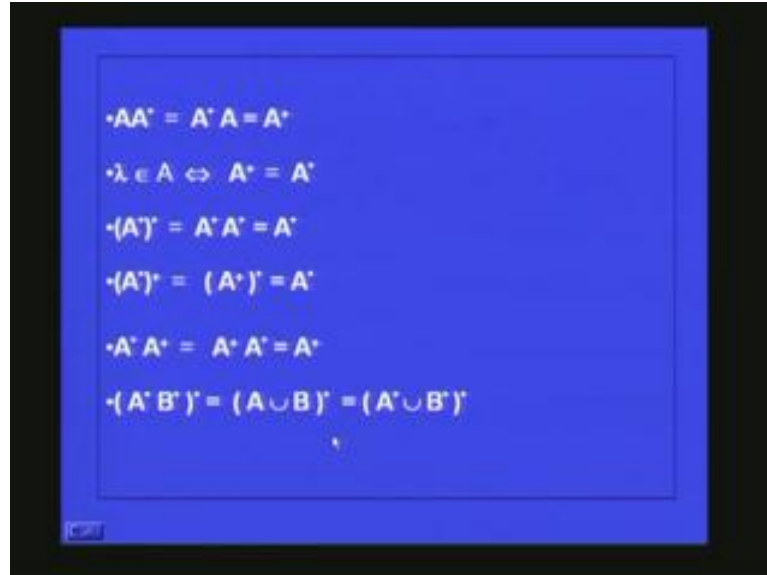 •AA* = A* A = A⁺
•λ ∈ A ⇔ A⁺ = A*
•(A*)* = A* A* = A*
•(A*)⁺ = ( A⁺ )* = A*
•A* A⁺ = A⁺ A* = A⁺
•( A* B* )* = ( A ∪ B )* = ( A* ∪ B* )*